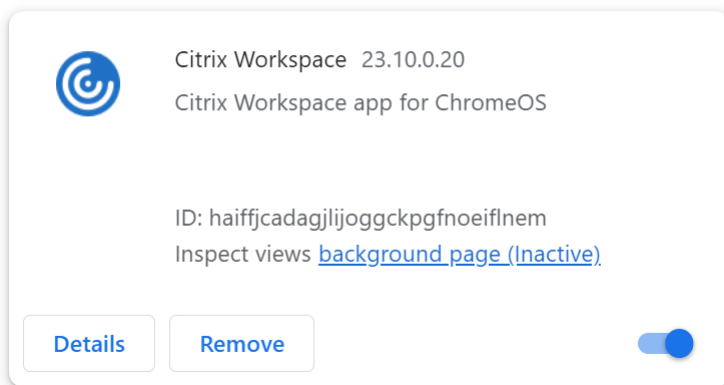 Citrix Workspace 23.10.0.20
Citrix Workspace app for ChromeOS
ID: haiffjcadagjlijoggckpgfnoeiflnem
Inspect views background page (Inactive)
Details Remove